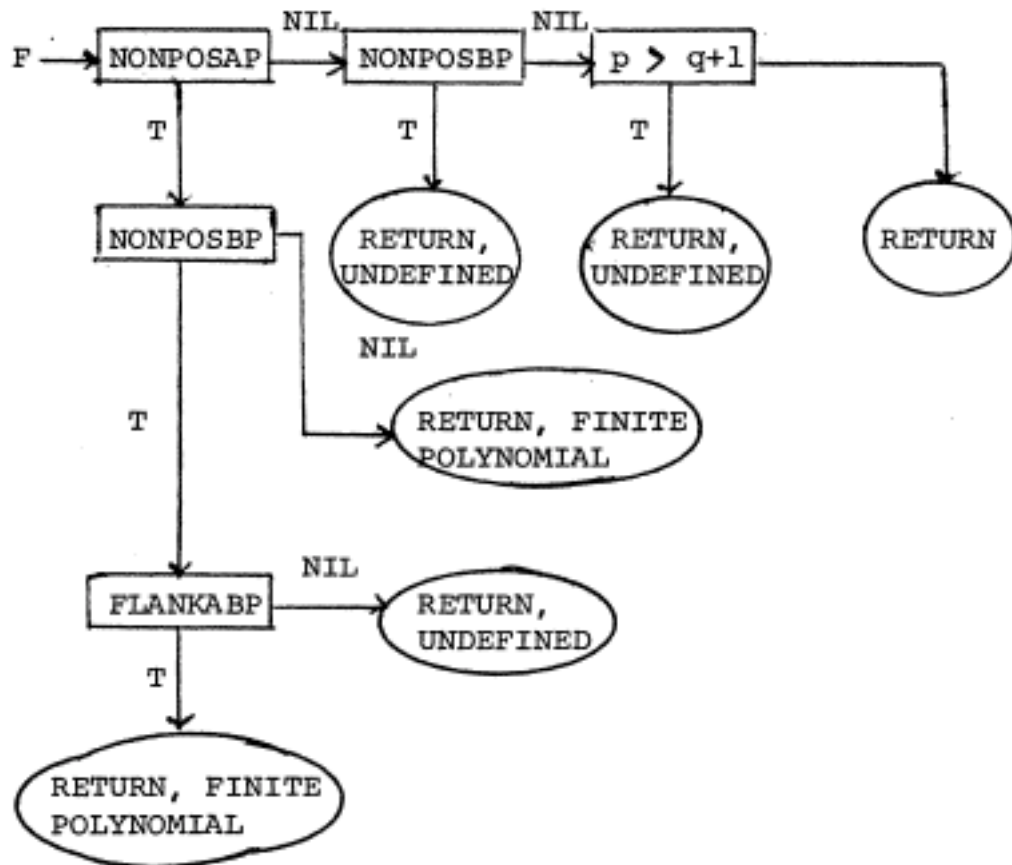 NIL NIL
F NONPOSAP NONPOSBP p > q+1
T T T
NONPOSBP RETURN, RETURN, RETURN
UNDEFINED UNDEFINED
NIL
T RETURN, FINITE
POLYNOMIAL
NIL
FLANKABP RETURN,
UNDEFINED
T
RETURN, FINITE
POLYNOMIAL